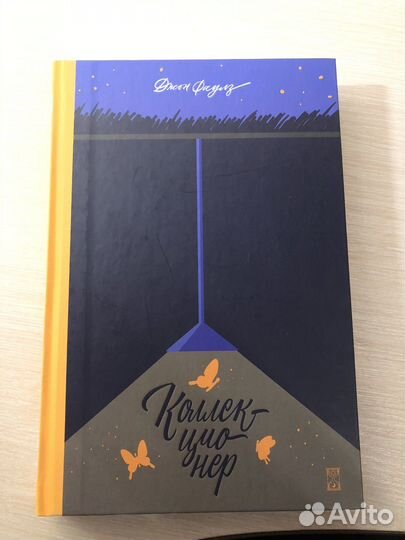 Джон Фаулз
Коллек-
цио-
нер
Avito